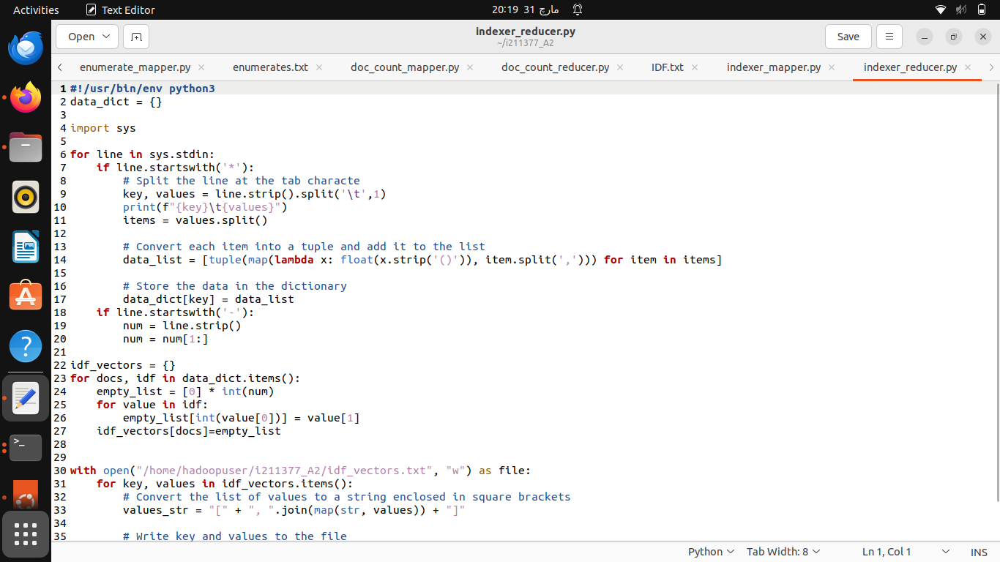 Activities
Text Editor
20:19 31 مارچ
Open
indexer_reducer.py
~/i211377_A2
Save
enumerate_mapper.py
enumerates.txt
doc_count_mapper.py
doc_count_reducer.py
IDF.txt
indexer_mapper.py
indexer_reducer.py
1 #!/usr/bin/env python3
2 data_dict = {}
3
4 import sys
5
6 for line in sys.stdin:
7     if line.startswith('*'):
8         # Split the line at the tab characte
9         key, values = line.strip().split('\t',1)
10         print(f"{key}\t{values}")
11         items = values.split()
12
13         # Convert each item into a tuple and add it to the list
14         data_list = [tuple(map(lambda x: float(x.strip('()')), item.split(','))) for item in items]
15
16         # Store the data in the dictionary
17         data_dict[key] = data_list
18     if line.startswith('-'):
19         num = line.strip()
20         num = num[1:]
21
22 idf_vectors = {}
23 for docs, idf in data_dict.items():
24     empty_list = [0] * int(num)
25     for value in idf:
26         empty_list[int(value[0])] = value[1]
27     idf_vectors[docs]=empty_list
28
29
30 with open("/home/hadoopuser/i211377_A2/idf_vectors.txt", "w") as file:
31     for key, values in idf_vectors.items():
32         # Convert the list of values to a string enclosed in square brackets
33         values_str = "[" + ", ".join(map(str, values)) + "]"
34
35         # Write key and values to the file
Python
Tab Width: 8
Ln 1, Col 1
INS